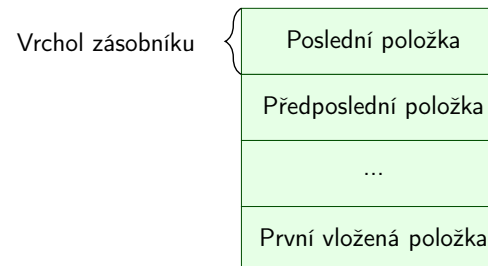 Vrchol zásobníku
Poslední položka
Předposlední položka
...
První vložená položka